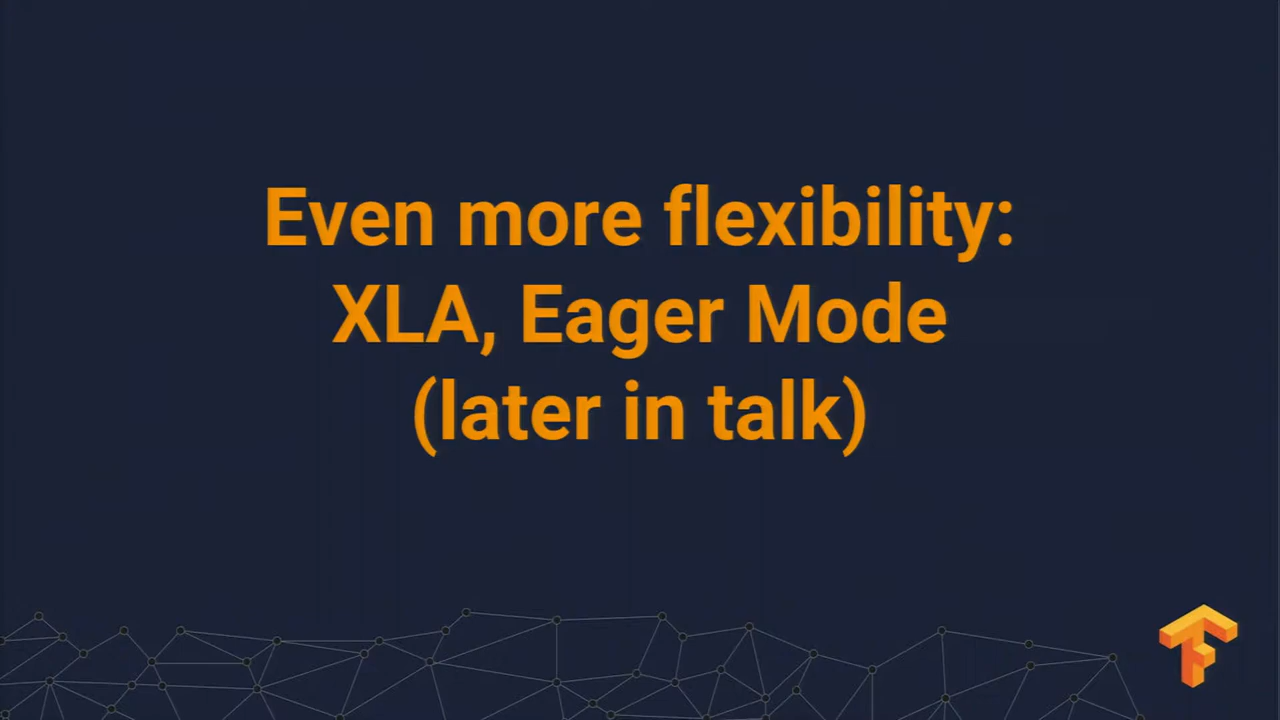 Even more flexibility:
XLA, Eager Mode
(later in talk)